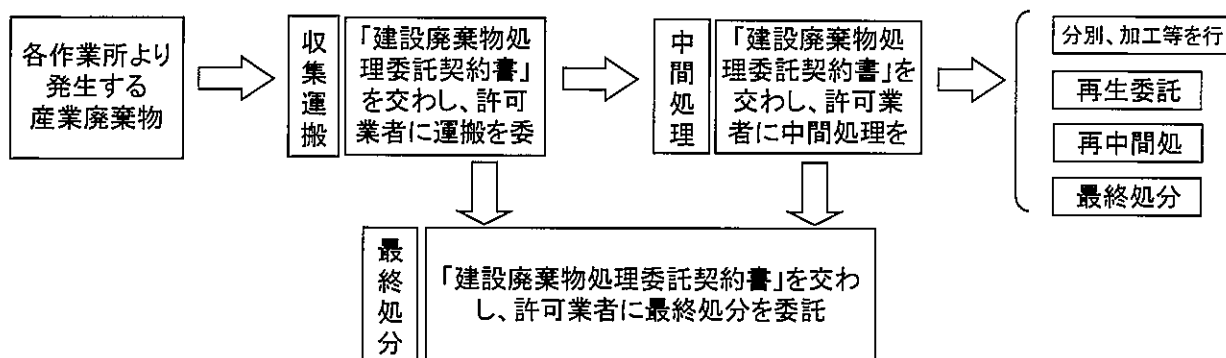 各作業所より
発生する
産業廃棄物
収集運搬
「建設廃棄物処
理委託契約書」
を交わし、許可
業者に運搬を委
中間処理
「建設廃棄物処
理委託契約書」を
交わし、許可業
者に中間処理を
分別、加工等を行
再生委託
再中間処
最終処分
最終処分
「建設廃棄物処理委託契約書」を交わ
し、許可業者に最終処分を委託